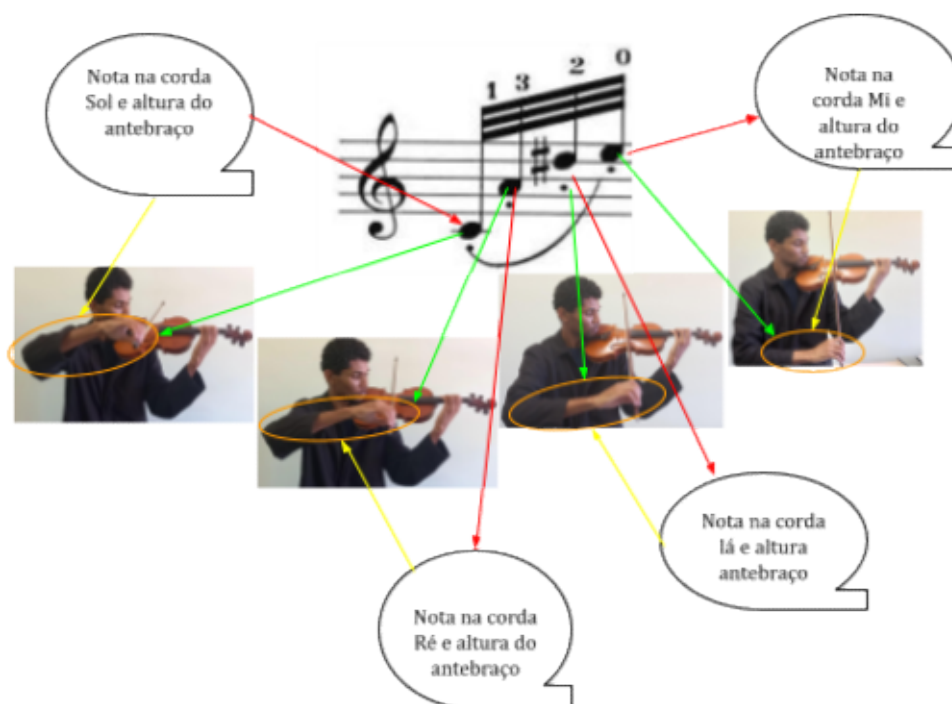 Nota na corda
Sol e altura do
antebraço
1 3 2 0
Nota na
corda Mi e
altura do
antebraço
Nota na corda
lá e altura
antebraço
Nota na corda
Ré e altura do
antebraço